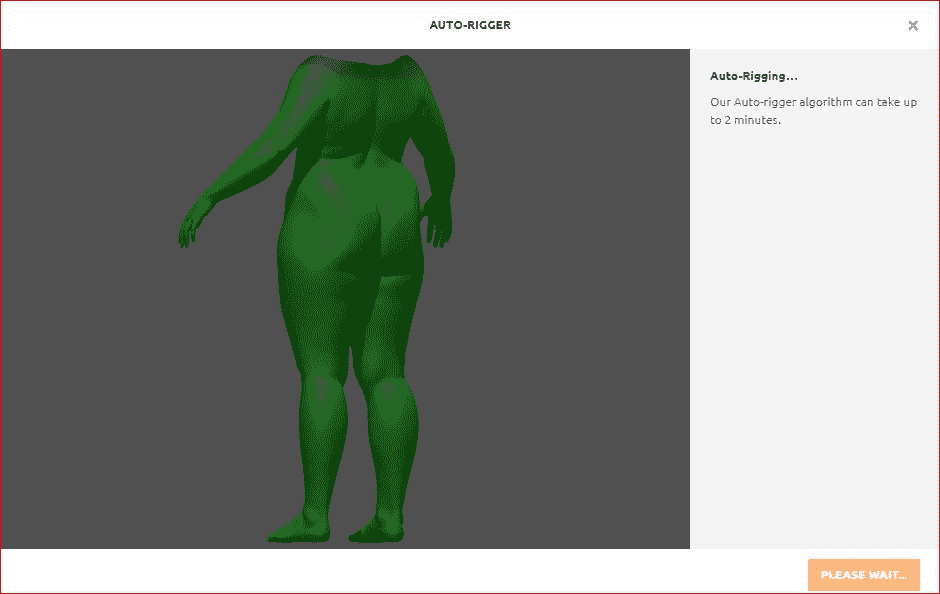 AUTO-RIGGER
Auto-Rigging...
Our Auto-rigger algorithm can take up
to 2 minutes.
PLEASE WAIT...